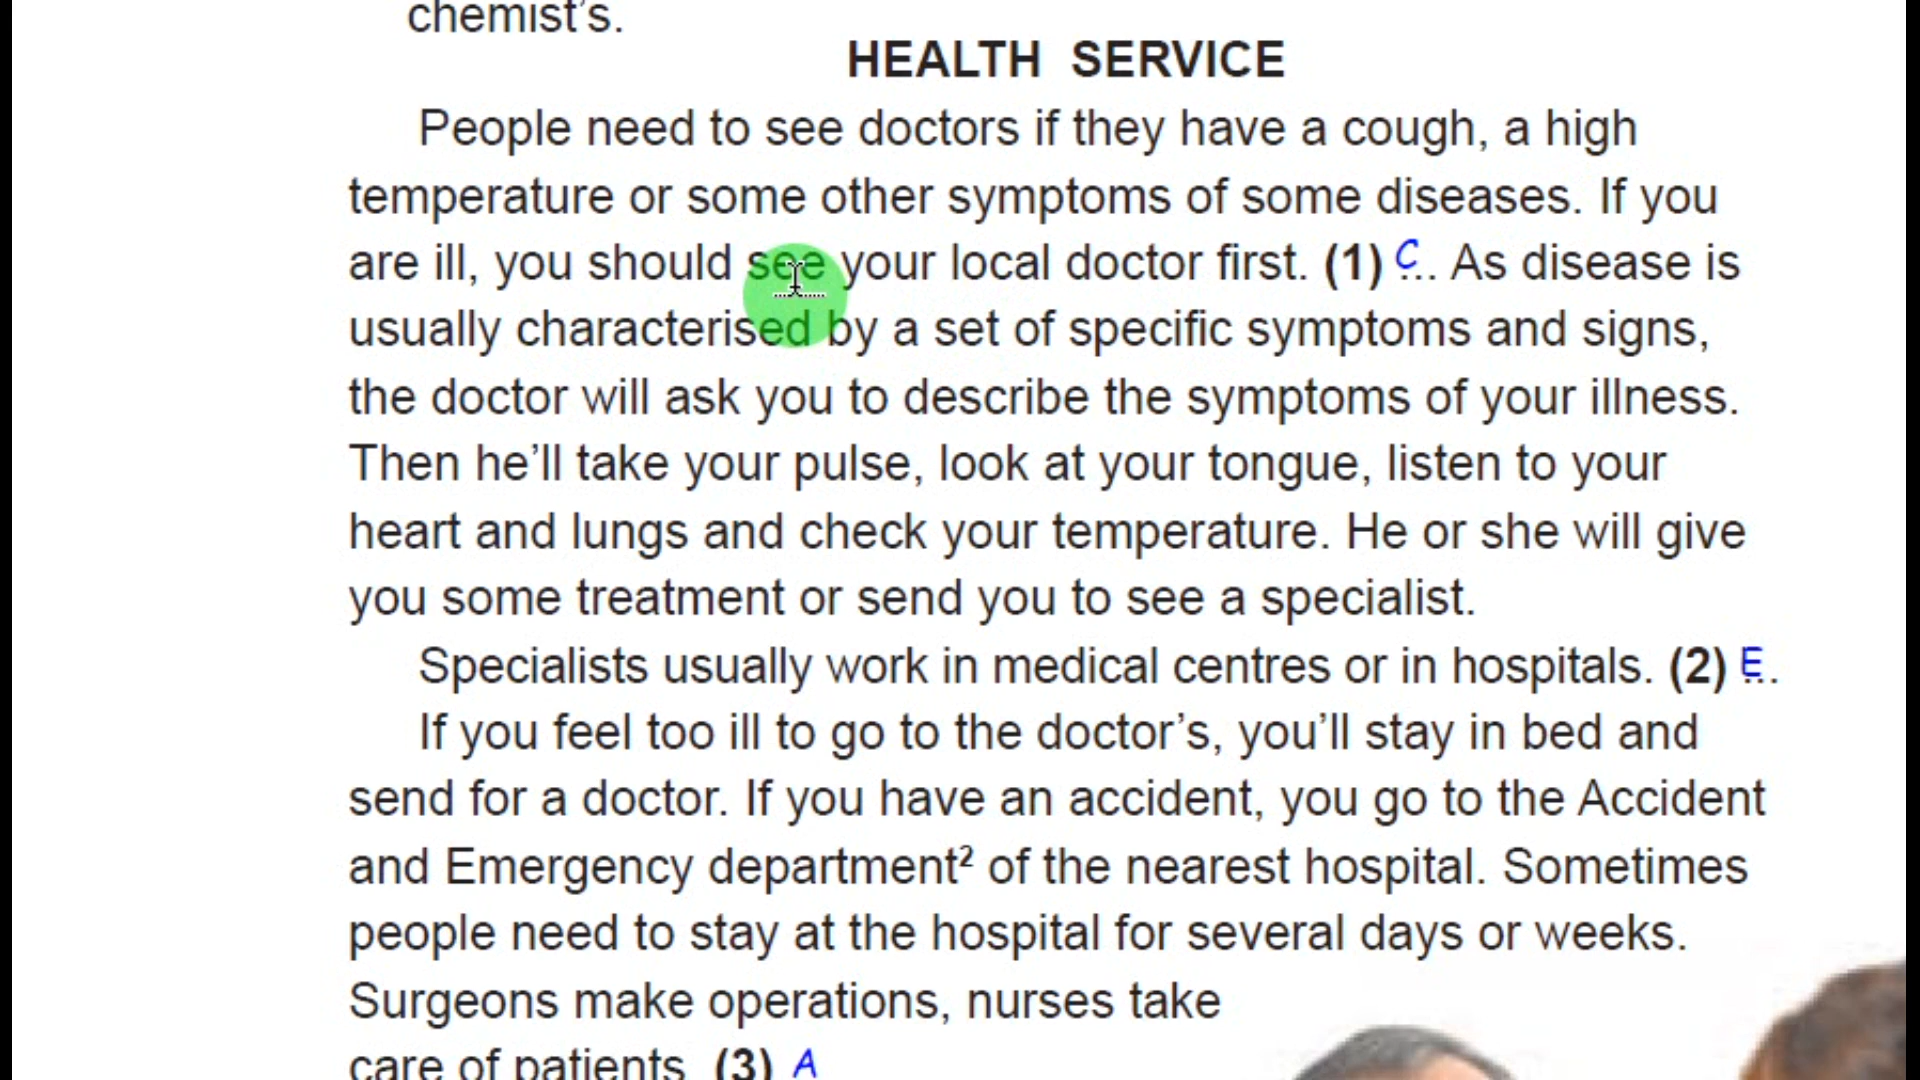 chemist's.
HEALTH SERVICE
People need to see doctors if they have a cough, a high
temperature or some other symptoms of some diseases. If you
are ill, you should see your local doctor first. (1) C... As disease is
usually characterised by a set of specific symptoms and signs,
the doctor will ask you to describe the symptoms of your illness.
Then he’ll take your pulse, look at your tongue, listen to your
heart and lungs and check your temperature. He or she will give
you some treatment or send you to see a specialist.
Specialists usually work in medical centres or in hospitals. (2) E...
If you feel too ill to go to the doctor’s, you’ll stay in bed and
send for a doctor. If you have an accident, you go to the Accident
and Emergency department² of the nearest hospital. Sometimes
people need to stay at the hospital for several days or weeks.
Surgeons make operations, nurses take
care of patients (3) A